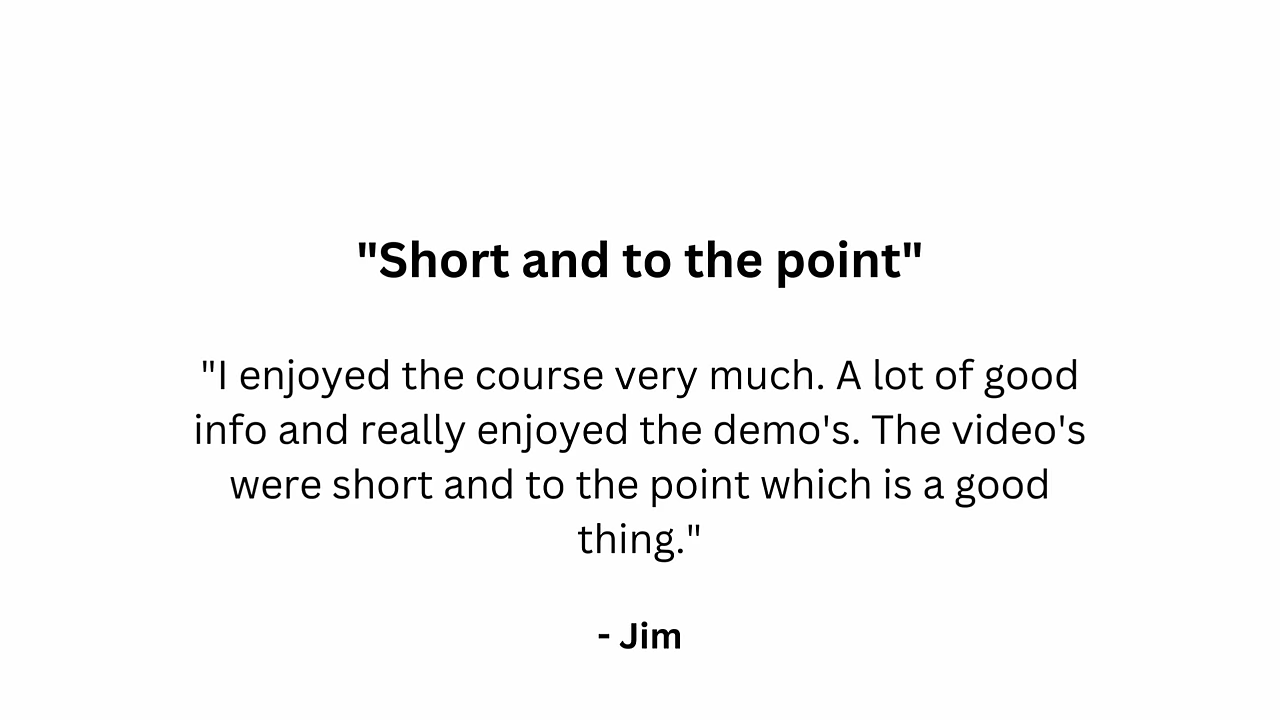 "Short and to the point"
"I enjoyed the course very much. A lot of good
info and really enjoyed the demo's. The video's
were short and to the point which is a good
thing."
- Jim